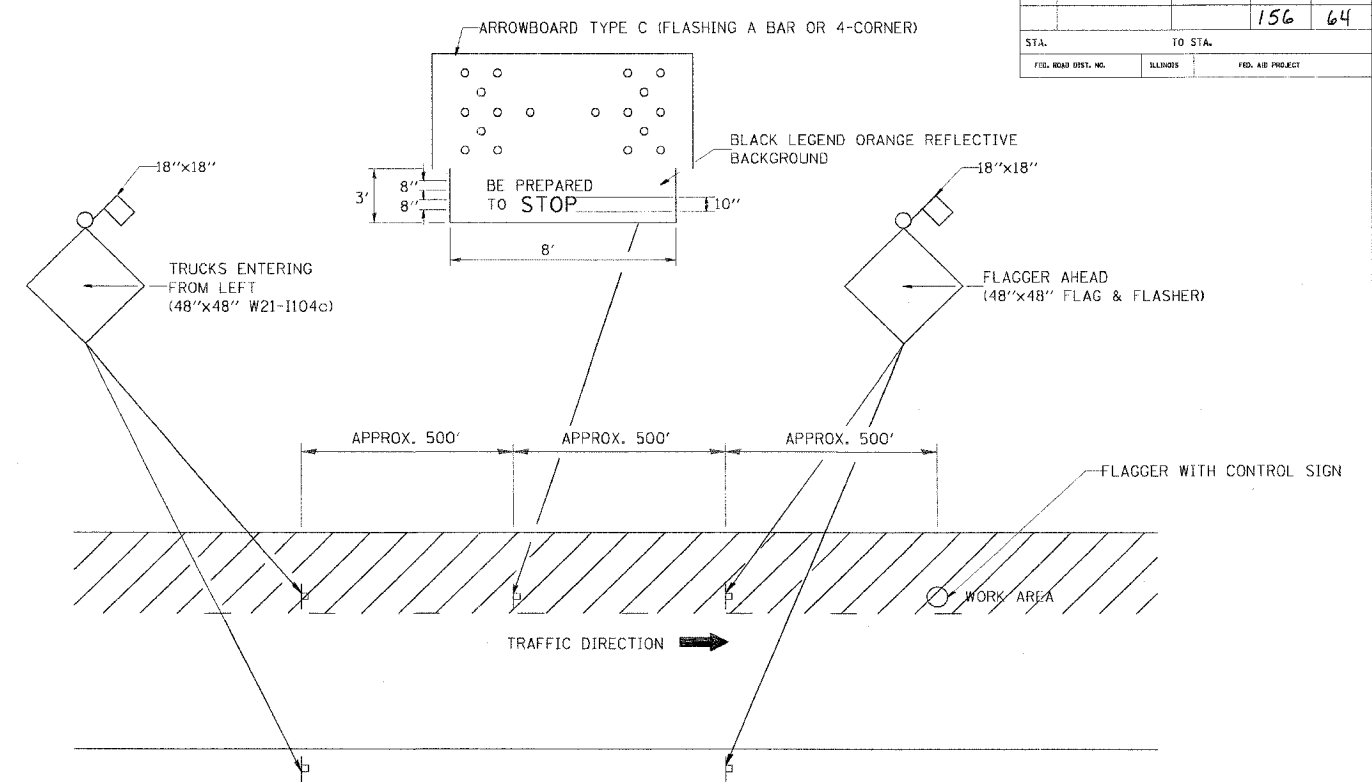 ARROWBOARD TYPE C (FLASHING A BAR OR 4-CORNER)
156 64
STA. TO STA.
FED. ROAD DIST. NO. ILLINOIS FED. AID PROJECT
BLACK LEGEND ORANGE REFLECTIVE
BACKGROUND
18"x18"
18"x18"
3'
8"
8"
BE PREPARED
TO STOP
10"
8'
TRUCKS ENTERING
FROM LEFT
(48"x48" W21-I104c)
FLAGGER AHEAD
(48"x48" FLAG & FLASHER)
APPROX. 500'
APPROX. 500'
APPROX. 500'
FLAGGER WITH CONTROL SIGN
WORK AREA
TRAFFIC DIRECTION